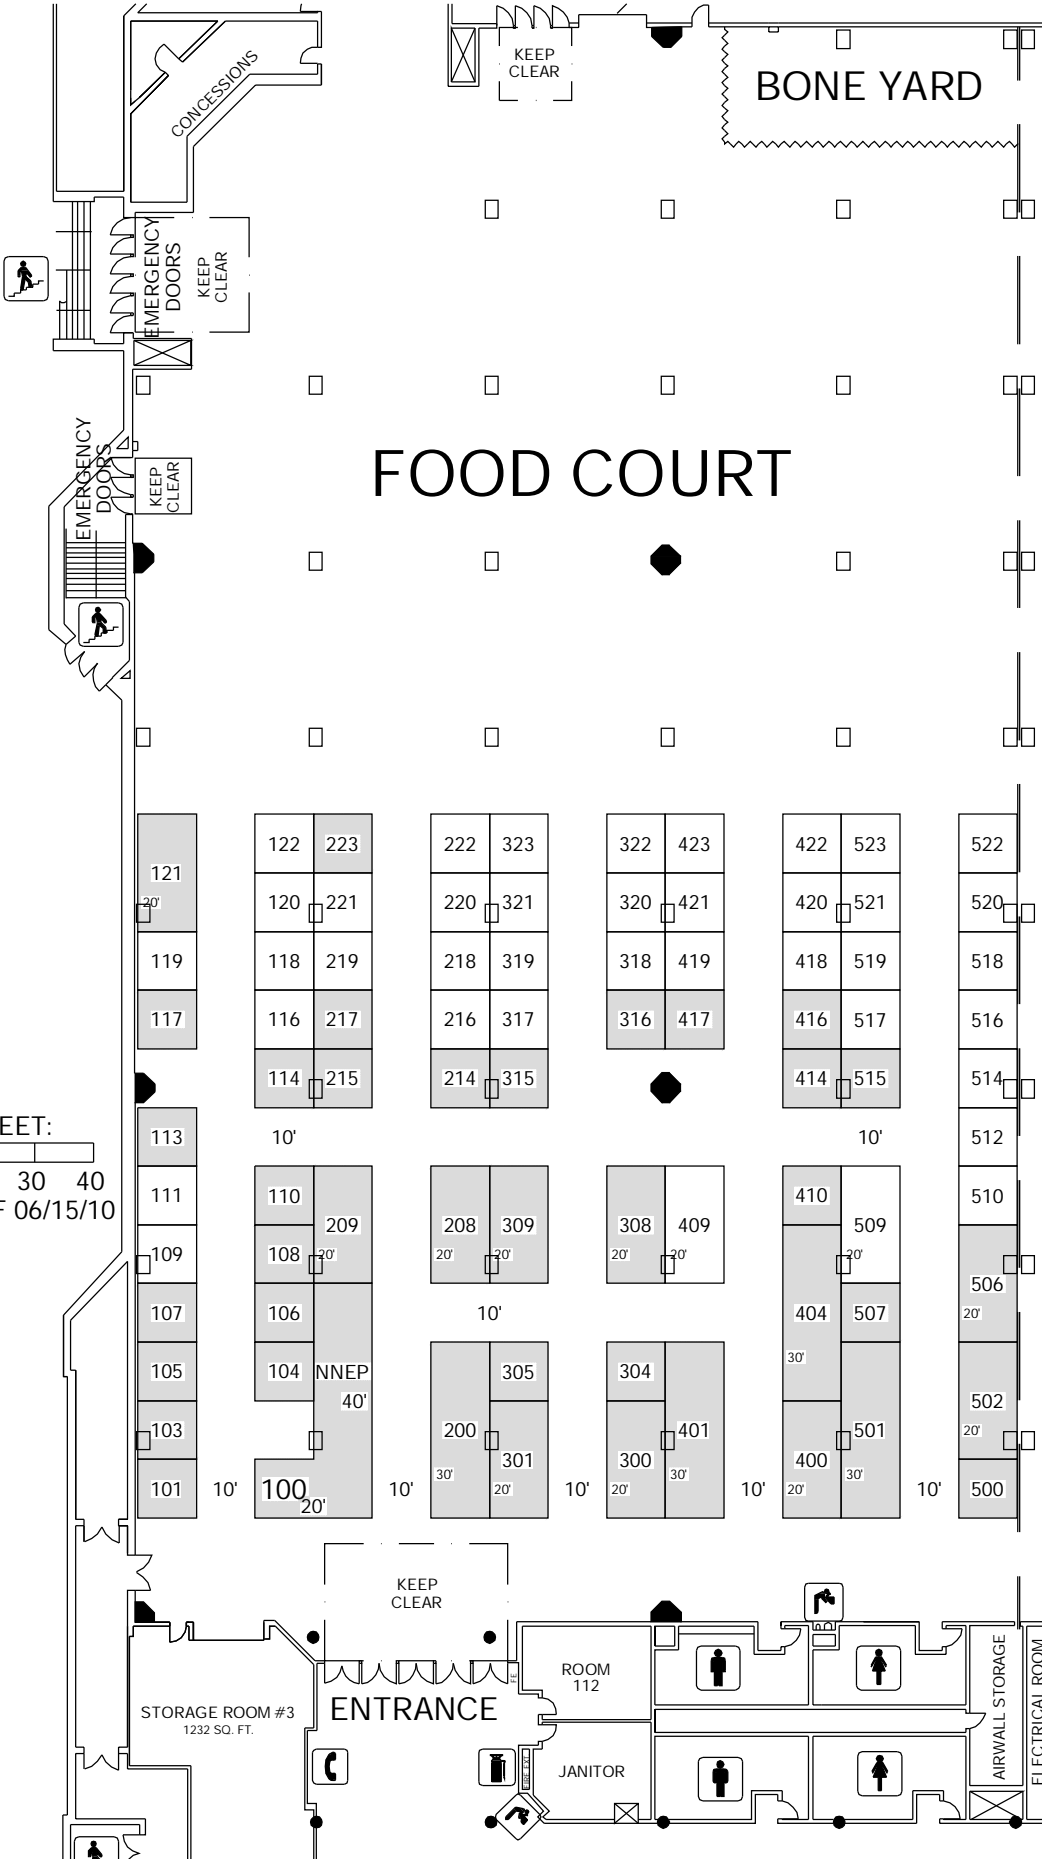 KEEP
CLEAR
BONE YARD
CONCESSIONS
EMERGENCY
DOORS
KEEP
CLEAR
EMERGENCY
DOORS
KEEP
CLEAR
FOOD COURT
122 223 222 323 322 423 422 523 522
121
20'
120 221 220 321 320 421 420 521 520
119 118 219 218 319 318 419 418 519 518
117 116 217 216 317 316 417 416 517 516
114 215 214 315 414 515 514
EET:
113 10' 10' 512
30 40
F 06/15/10
111 110 410 510
209 208 309 308 409 509
109 108 20' 20' 20' 20' 20' 20'
506
107 106 10' 404 507 20'
105 104 NNEP 305 304 30'
40' 502
103 200 401 501 20'
301 300 400
30' 20' 20' 30' 20' 30'
101 10' 100 20' 10' 10' 10' 10' 500
KEEP
CLEAR
ROOM
112
FE
AIRWALL STORAGE
ELECTRICAL ROOM
STORAGE ROOM #3
1232 SQ. FT.
ENTRANCE
JANITOR
FIRE EXT.